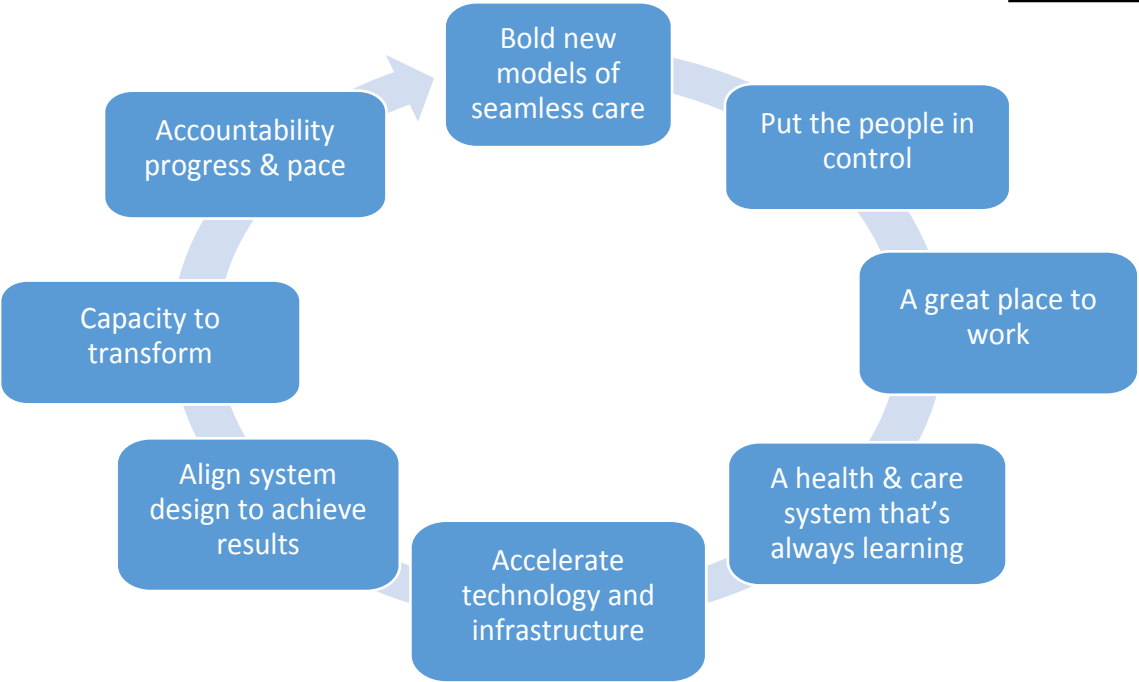 Bold new
models of
seamless care
Put the people in
control
A great place to
work
A health & care
system that’s
always learning
Accelerate
technology and
infrastructure
Align system
design to achieve
results
Capacity to
transform
Accountability
progress & pace